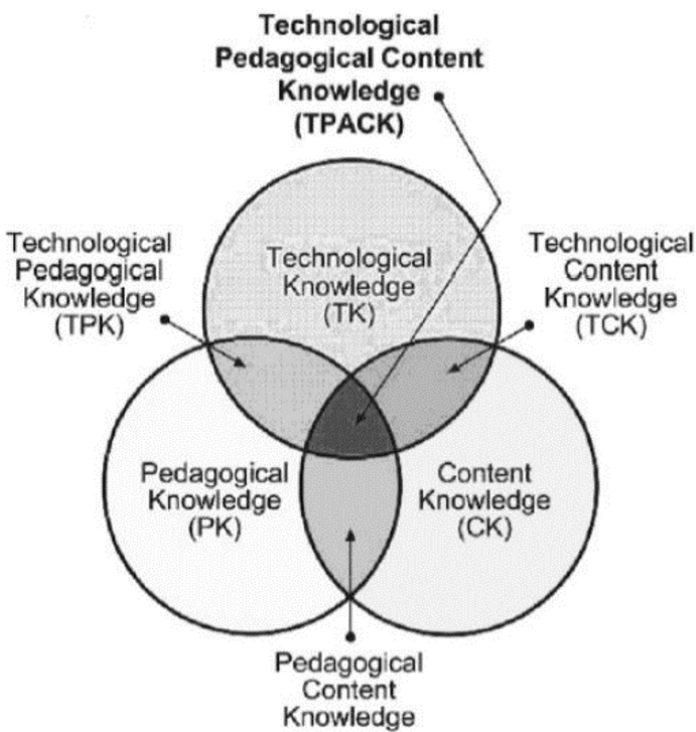 Technological
Pedagogical Content
Knowledge
(TPACK)
Technological
Pedagogical
Knowledge
(TPK)
Technological
Knowledge
(TK)
Technological
Content
Knowledge
(TCK)
Pedagogical
Knowledge
(PK)
Content
Knowledge
(CK)
Pedagogical
Content
Knowledge